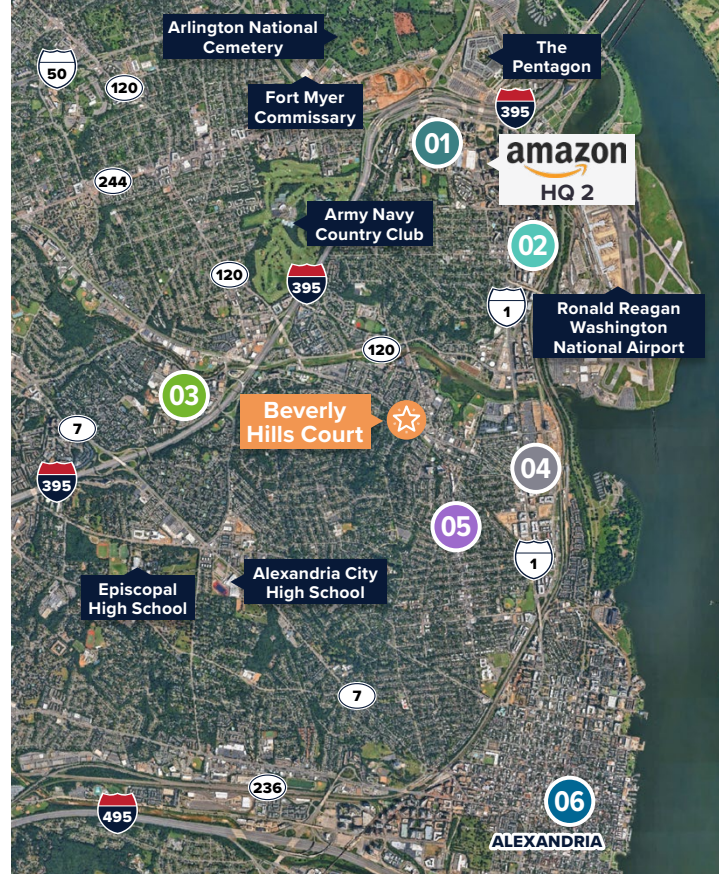 Arlington National
Cemetery
The
Pentagon
50
120
Fort Myer
Commissary
395
01
amazon
HQ 2
244
Army Navy
Country Club
02
120
395
1
Ronald Reagan
Washington
National Airport
120
03
Beverly
Hills Court
7
395
04
05
1
Episcopal
High School
Alexandria City
High School
7
236
495
06
ALEXANDRIA